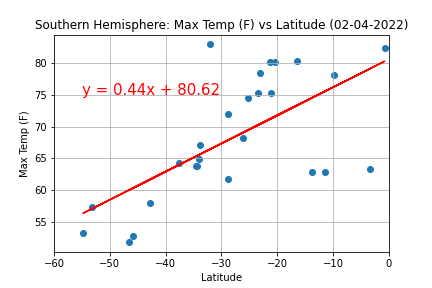 Southern Hemisphere: Max Temp (F) vs Latitude (02-04-2022)
80
75
70
65
60
55
Max Temp (F)
y = 0.44x + 80.62
−60 −50 −40 −30 −20 −10 0
Latitude